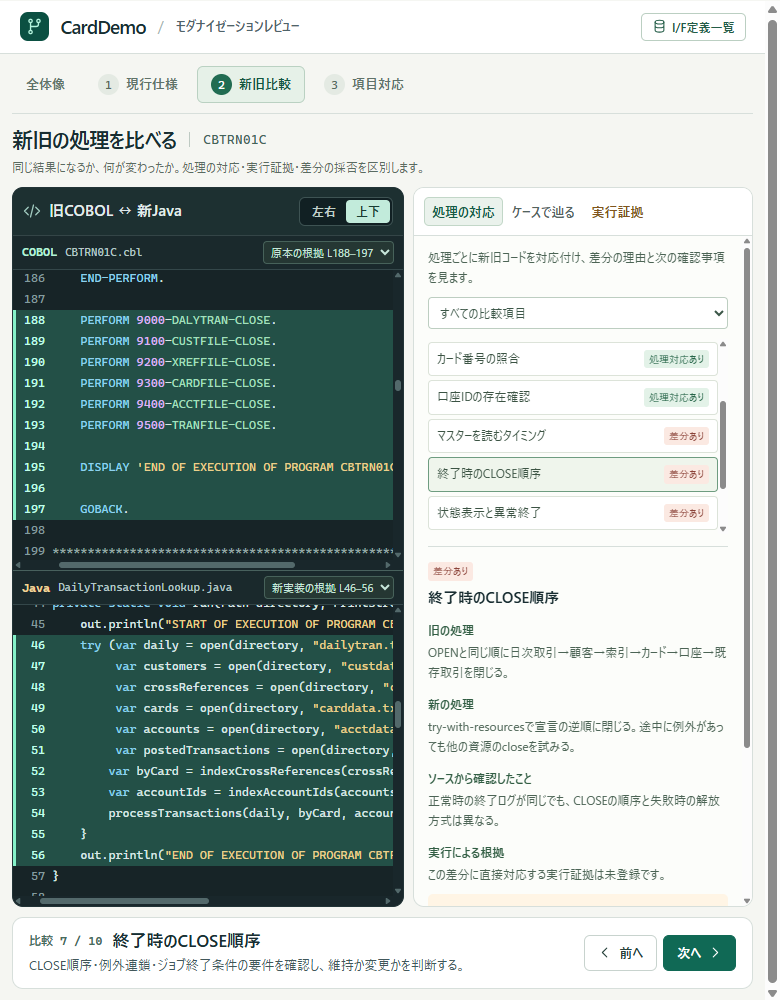 CardDemo / モダナイゼーションレビュー
I/F定義一覧
全体像
1 現行仕様
2 新旧比較
3 項目対応
新旧の処理を比べる CBTRN01C
同じ結果になるか、何が変わったか。処理の対応・実行証拠・差分の採否を区別します。
旧COBOL ↔ 新Java
左右 上下
COBOL CBTRN01C.cbl
原本の根拠 L188–197
186 END-PERFORM.
187
188 PERFORM 9000-DALYTRAN-CLOSE.
189 PERFORM 9100-CUSTFILE-CLOSE.
190 PERFORM 9200-XREFFILE-CLOSE.
191 PERFORM 9300-CARDFILE-CLOSE.
192 PERFORM 9400-ACCTFILE-CLOSE.
193 PERFORM 9500-TRANFILE-CLOSE.
194
195 DISPLAY 'END OF EXECUTION OF PROGRAM CBTRN01C
196
197 GOBACK.
198
199 *************************************************
Java DailyTransactionLookup.java
新実装の根拠 L46–56
45 out.println("START OF EXECUTION OF PROGRAM CB
46 try (var daily = open(directory, "dailytran.t
47 var customers = open(directory, "custdat
48 var crossReferences = open(directory, "c
49 var cards = open(directory, "carddata.tx
50 var accounts = open(directory, "acctdata
51 var postedTransactions = open(directory,
52 var byCard = indexCrossReferences(crossRe
53 var accountIds = indexAccountIds(accounts
54 processTransactions(daily, byCard, accoun
55 }
56 out.println("END OF EXECUTION OF PROGRAM CBTR
57 }
処理の対応 ケースで辿る 実行証拠
処理ごとに新旧コードを対応付け、差分の理由と次の確認事項
を見ます。
すべての比較項目
カード番号の照合 処理対応あり
口座IDの存在確認 処理対応あり
マスターを読むタイミング 差分あり
終了時のCLOSE順序 差分あり
状態表示と異常終了 差分あり
差分あり
終了時のCLOSE順序
旧の処理
OPENと同じ順に日次取引→顧客→索引→カード→口座→既
存取引を閉じる。
新の処理
try-with-resourcesで宣言の逆順に閉じる。途中に例外があっ
ても他の資源のcloseを試みる。
ソースから確認したこと
正常時の終了ログが同じでも、CLOSEの順序と失敗時の解放
方式は異なる。
実行による根拠
この差分に直接対応する実行証拠は未登録です。
比較 7 / 10 終了時のCLOSE順序
CLOSE順序・例外連鎖・ジョブ終了条件の要件を確認し、維持か変更かを判断する。
前へ
次へ